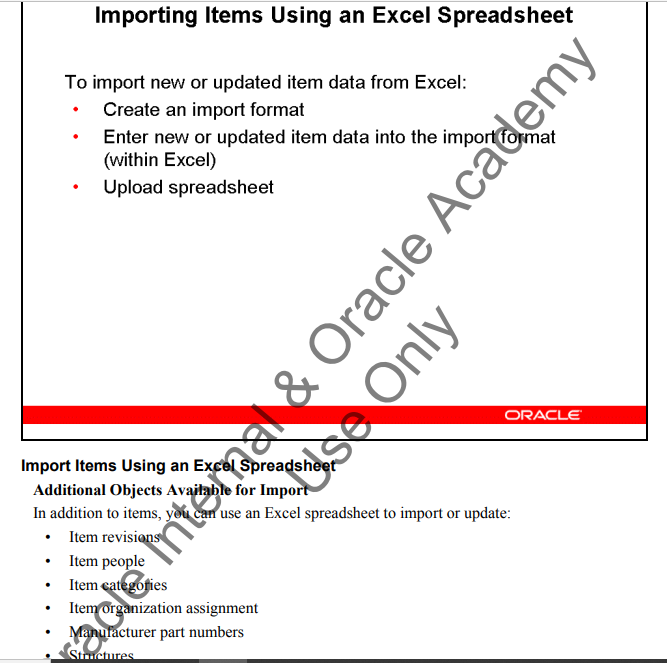 Importing Items Using an Excel Spreadsheet
To import new or updated item data from Excel:
• Create an import format
• Enter new or updated item data into the import format
(within Excel)
• Upload spreadsheet
ORACLE
Import Items Using an Excel Spreadsheet
Additional Objects Available for Import
In addition to items, you can use an Excel spreadsheet to import or update:
• Item revisions
• Item people
• Item categories
• Item organization assignment
• Manufacturer part numbers
• Structures
racle Internal & Oracle Academy
Use Only